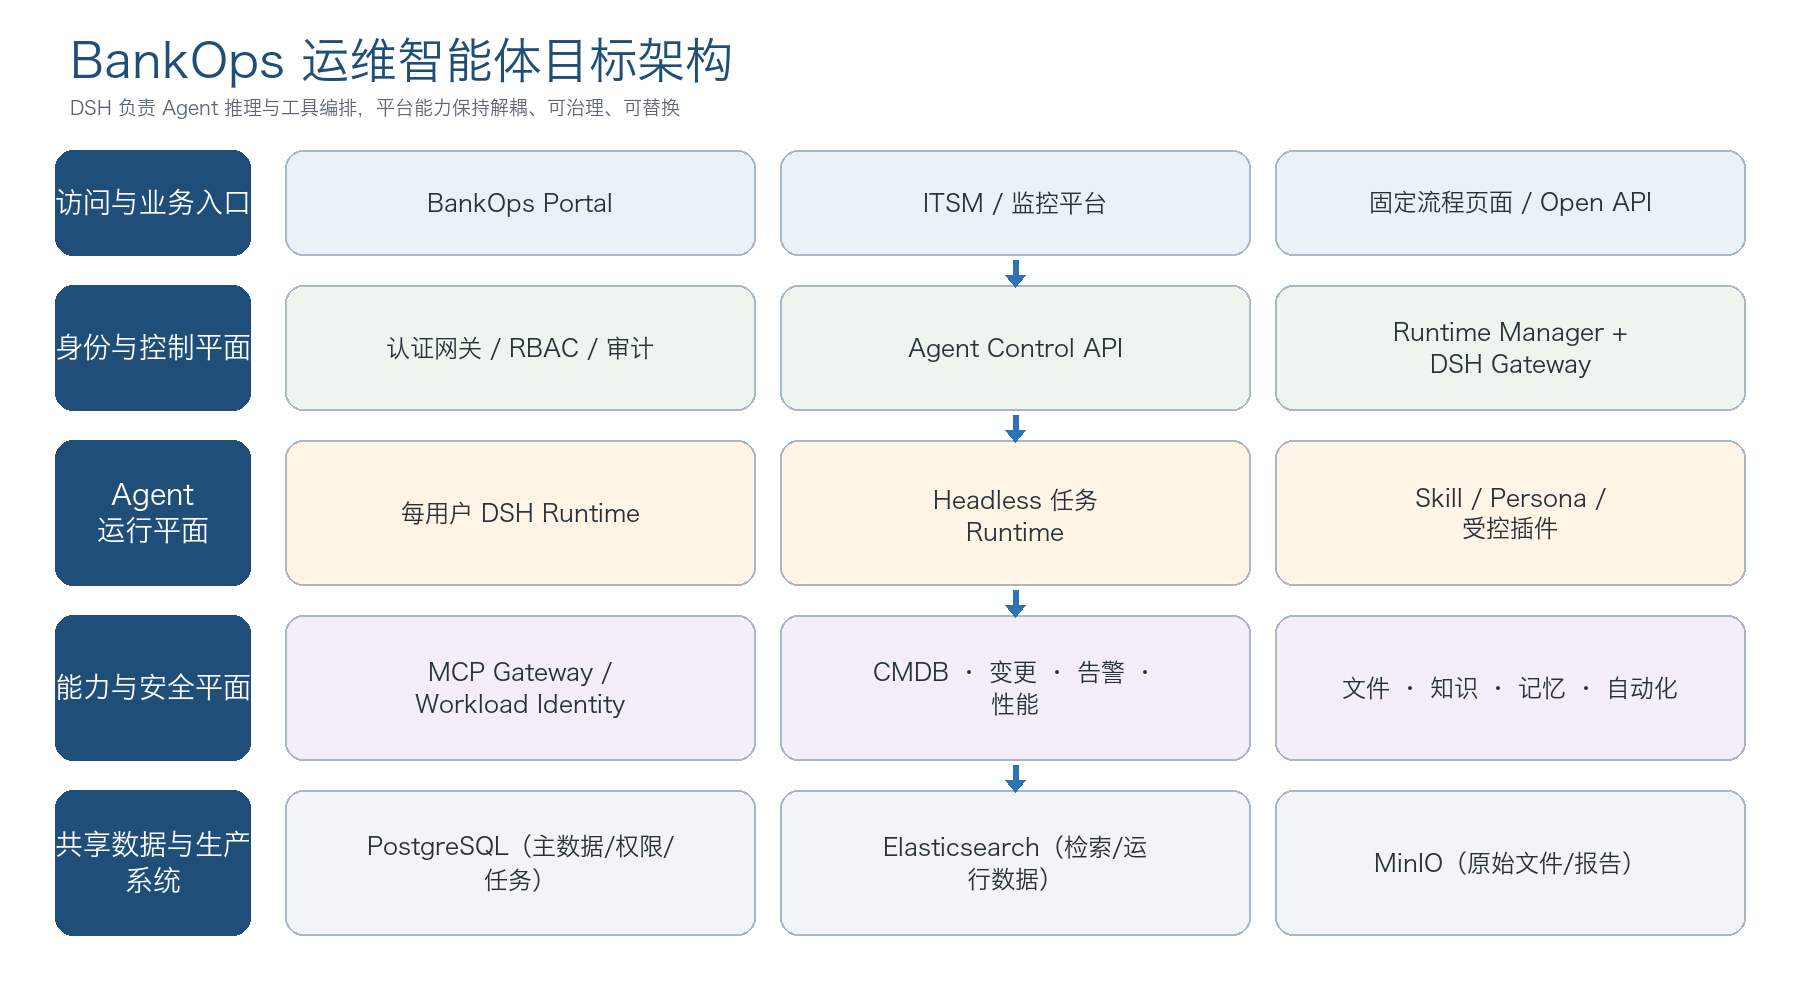 BankOps 运维智能体目标架构
DSH 负责 Agent 推理与工具编排，平台能力保持解耦、可治理、可替换
访问与业务入口
BankOps Portal
ITSM / 监控平台
固定流程页面 / Open API
身份与控制平面
认证网关 / RBAC / 审计
Agent Control API
Runtime Manager +
DSH Gateway
Agent
运行平面
每用户 DSH Runtime
Headless 任务
Runtime
Skill / Persona /
受控插件
能力与安全平面
MCP Gateway /
Workload Identity
CMDB · 变更 · 告警 ·
性能
文件 · 知识 · 记忆 · 自动化
共享数据与生产
系统
PostgreSQL（主数据/权限/
任务）
Elasticsearch（检索/运
行数据）
MinIO（原始文件/报告）